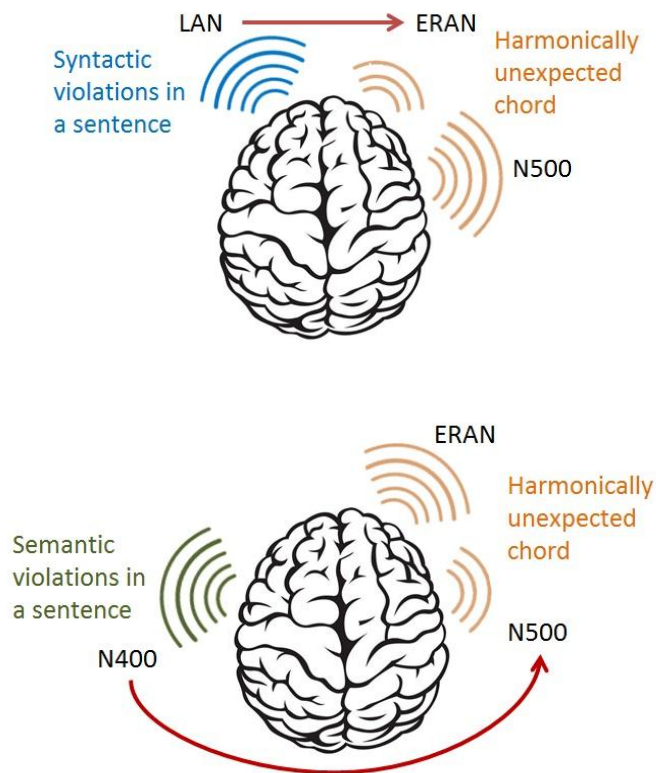 LAN
ERAN
Syntactic
violations in
a sentence
Harmonically
unexpected
chord
N500
ERAN
Semantic
violations in
a sentence
Harmonically
unexpected
chord
N400
N500